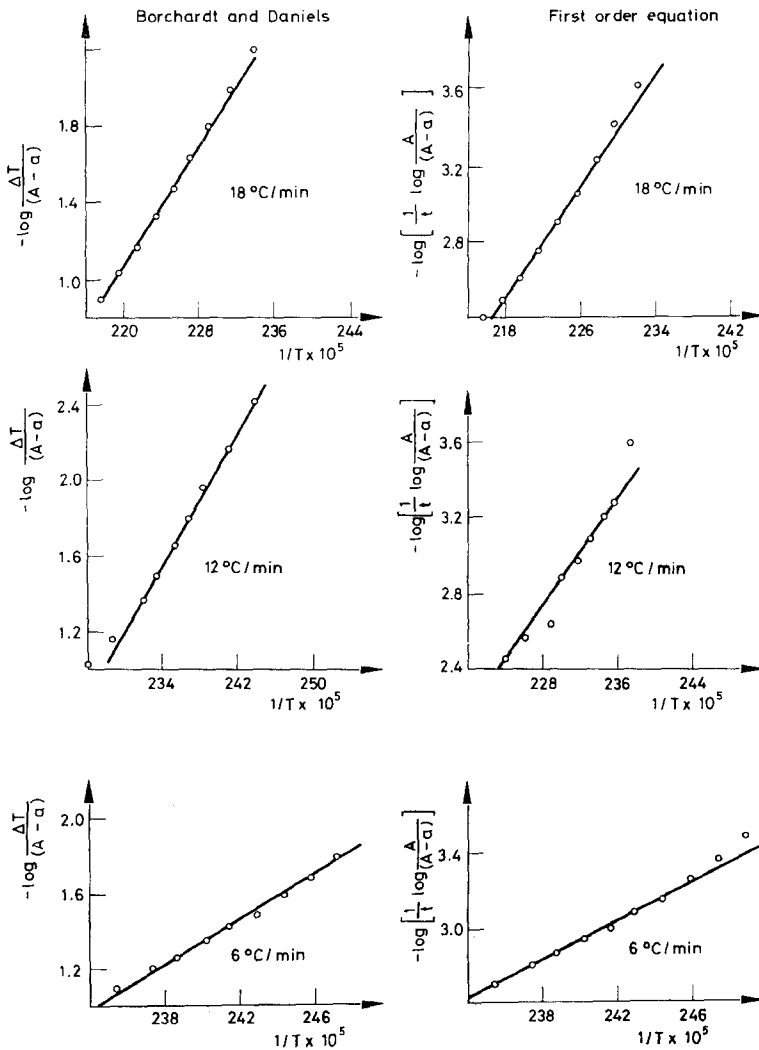 Borchardt and Daniels
First order equation
-log ΔT/(A-a)
1.8
1.4
1.0
18 °C/min
220 228 236 244
1/T x 10⁵
-log[1/t log A/(A-a)]
3.6
3.2
2.8
18 °C/min
218 226 234 242
1/T x 10⁵
-log ΔT/(A-a)
2.4
2.0
1.6
1.2
12 °C/min
234 242 250
1/T x 10⁵
-log[1/t log A/(A-a)]
3.6
3.2
2.8
2.4
12 °C/min
228 236 244
1/T x 10⁵
-log ΔT/(A-a)
2.0
1.6
1.2
6 °C/min
238 242 246
1/T x 10⁵
-log[1/t log A/(A-a)]
3.4
3.0
6 °C/min
238 242 246
1/T x 10⁵